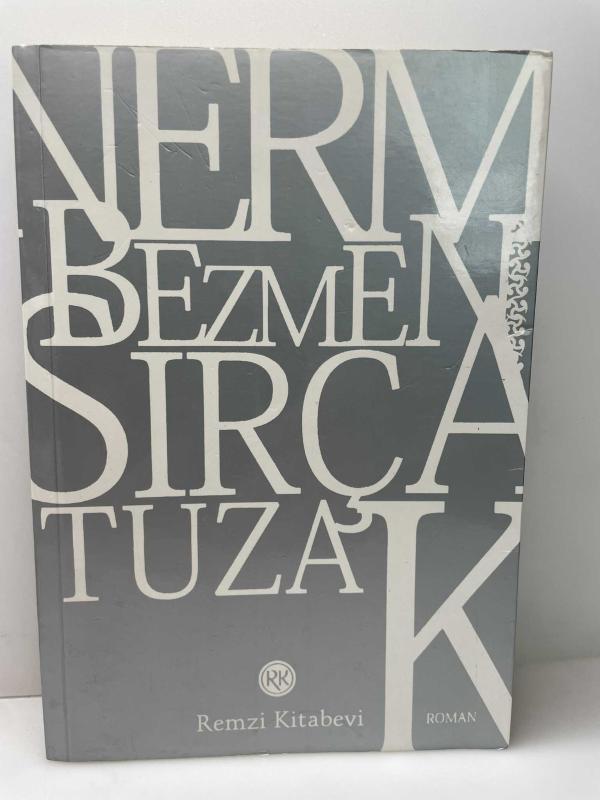 NERM
BEZMEN
SIRÇA
TUZAK
RK
Remzi Kitabevi
ROMAN